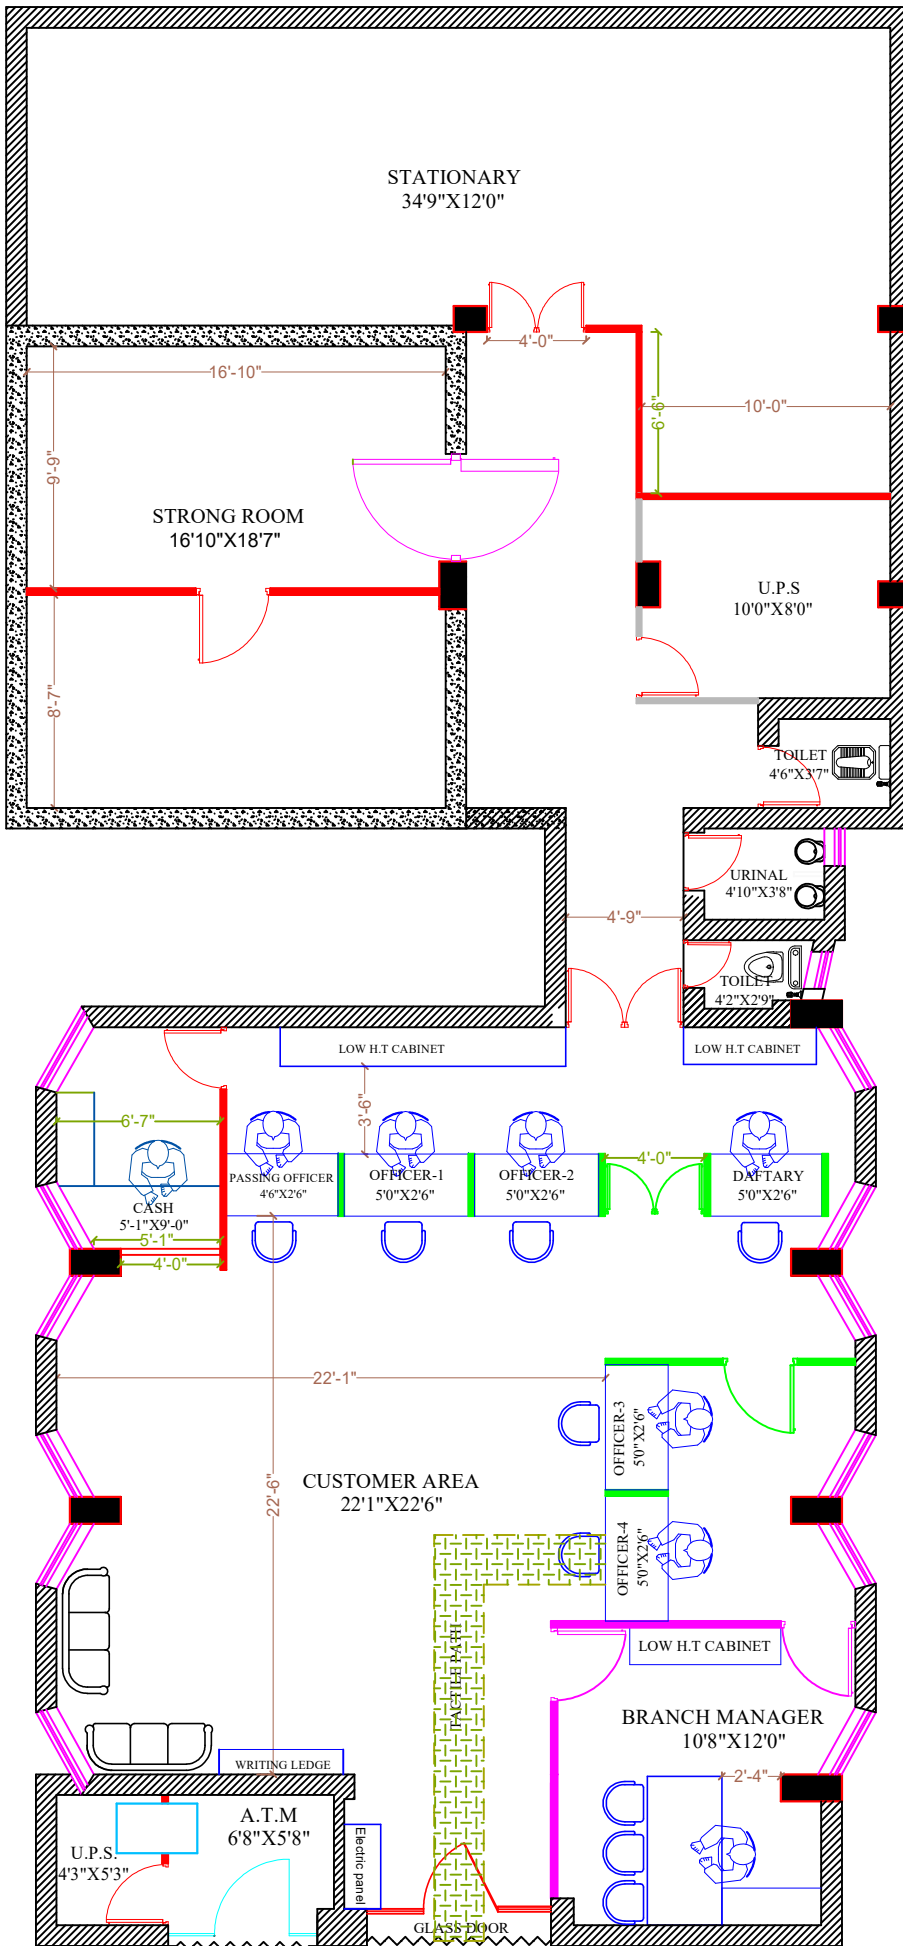 STATIONARY
34'9"X12'0"
4'-0"
16'-10"
10'-0"
6'-6"
9'-9"
STRONG ROOM
16'10"X18'7"
U.P.S
10'0"X8'0"
8'-7"
TOILET
4'6"X3'7"
URINAL
4'10"X3'8"
4'-9"
TOILET
4'2"X2'9"
LOW H.T CABINET
LOW H.T CABINET
3'-6"
6'-7"
4'-0"
PASSING OFFICER
4'6"X2'6"
OFFICER-1
5'0"X2'6"
OFFICER-2
5'0"X2'6"
DAFTARY
5'0"X2'6"
CASH
5'-1"X9'-0"
5'-1"
4'-0"
22'-1"
OFFICER-3
5'0"X2'6"
22'-6"
CUSTOMER AREA
22'1"X22'6"
OFFICER-4
5'0"X2'6"
TACTILE PATH
LOW H.T CABINET
BRANCH MANAGER
10'8"X12'0"
WRITING LEDGE
2'-4"
A.T.M
6'8"X5'8"
U.P.S.
4'3"X5'3"
Electric panel
GLASS DOOR